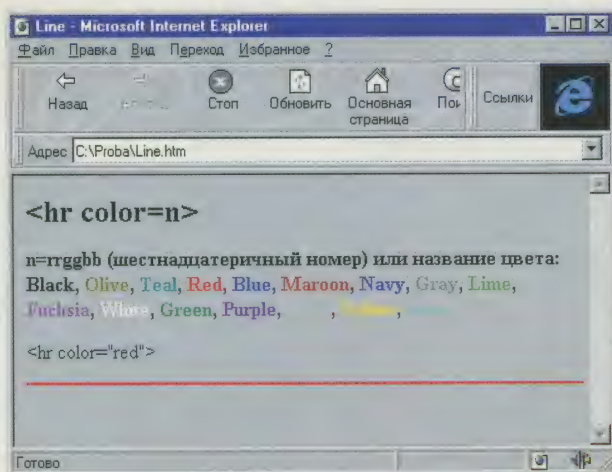 Line - Microsoft Internet Explorer
Файл Правка Вид Переход Избранное ?
Назад Стоп Обновить Основная страница Пои Ссылки
Адрес C:\Proba\Line.htm
<hr color=n>
n=rrggbb (шестнадцатеричный номер) или название цвета:
Black, Olive, Teal, Red, Blue, Maroon, Navy, Gray, Lime,
Fuchsia, White, Green, Purple, , Yellow,
<hr color="red">
Готово